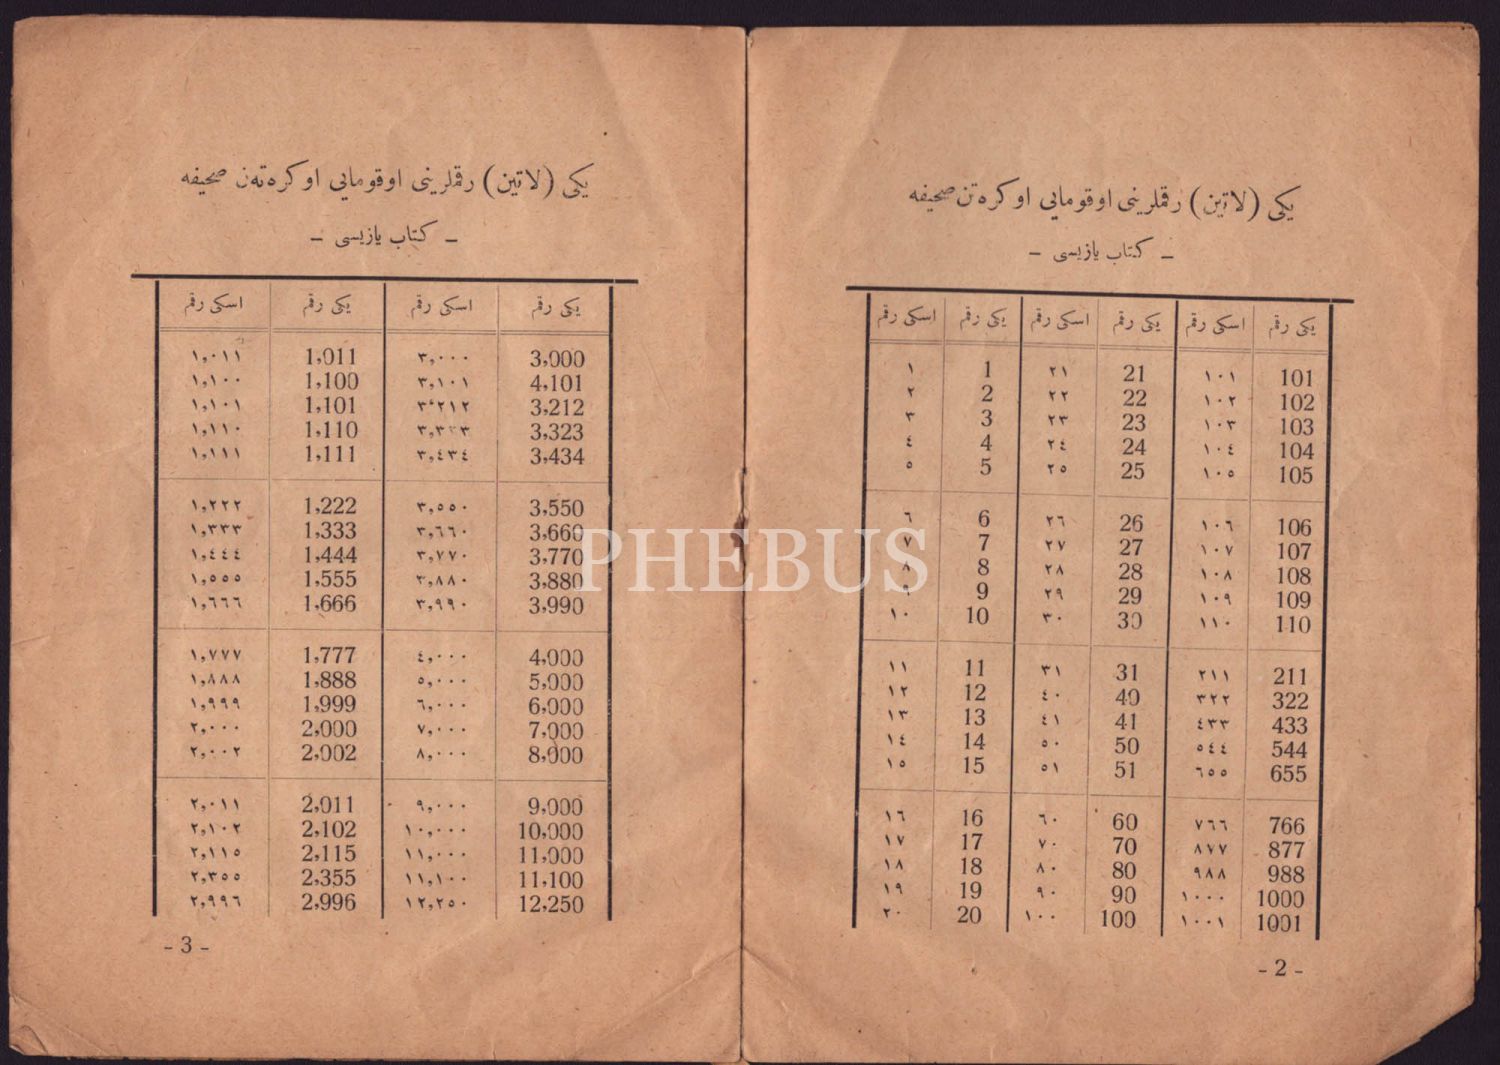 یکی (لاتین) رقملرینی اوقومایی اوکره‌تن صحیفه
– کتاب یازیسی –
اسکی رقم یکی رقم اسکی رقم یکی رقم اسکی رقم یکی رقم
١ 1 ٢١ 21 ١٠١ 101
٢ 2 ٢٢ 22 ١٠٢ 102
٣ 3 ٢٣ 23 ١٠٣ 103
٤ 4 ٢٤ 24 ١٠٤ 104
٥ 5 ٢٥ 25 ١٠٥ 105
٦ 6 ٢٦ 26 ١٠٦ 106
٧ 7 ٢٧ 27 ١٠٧ 107
٨ 8 ٢٨ 28 ١٠٨ 108
٩ 9 ٢٩ 29 ١٠٩ 109
١٠ 10 ٣٠ 30 ١١٠ 110
١١ 11 ٣١ 31 ٢١١ 211
١٢ 12 ٤٠ 40 ٣٢٢ 322
١٣ 13 ٤١ 41 ٤٣٣ 433
١٤ 14 ٥٠ 50 ٥٤٤ 544
١٥ 15 ٥١ 51 ٦٥٥ 655
١٦ 16 ٦٠ 60 ٧٦٦ 766
١٧ 17 ٧٠ 70 ٨٧٧ 877
١٨ 18 ٨٠ 80 ٩٨٨ 988
١٩ 19 ٩٠ 90 ١٠٠٠ 1000
٢٠ 20 ١٠٠ 100 ١٠٠١ 1001
- 2 -
یکی (لاتین) رقملرینی اوقومایی اوکره‌ته‌ن صحیفه
– کتاب یازیسی –
اسکی رقم یکی رقم اسکی رقم یکی رقم
١,٠١١ 1,011 ٣,٠٠٠ 3,000
١,١٠٠ 1,100 ٣,١٠١ 4,101
١,١٠١ 1,101 ٣,٢١٢ 3,212
١,١١٠ 1,110 ٣,٣٢٣ 3,323
١,١١١ 1,111 ٣,٤٣٤ 3,434
١,٢٢٢ 1,222 ٣,٥٥٠ 3,550
١,٣٣٣ 1,333 ٣,٦٦٠ 3,660
١,٤٤٤ 1,444 ٣,٧٧٠ 3,770
١,٥٥٥ 1,555 ٣,٨٨٠ 3,880
١,٦٦٦ 1,666 ٣,٩٩٠ 3,990
١,٧٧٧ 1,777 ٤,٠٠٠ 4,000
١,٨٨٨ 1,888 ٥,٠٠٠ 5,000
١,٩٩٩ 1,999 ٦,٠٠٠ 6,000
٢,٠٠٠ 2,000 ٧,٠٠٠ 7,000
٢,٠٠٢ 2,002 ٨,٠٠٠ 8,000
٢,٠١١ 2,011 ٩,٠٠٠ 9,000
٢,١٠٢ 2,102 ١٠,٠٠٠ 10,000
٢,١١٥ 2,115 ١١,٠٠٠ 11,000
٢,٣٥٥ 2,355 ١١,١٠٠ 11,100
٢,٩٩٦ 2,996 ١٢,٢٥٠ 12,250
- 3 -
PHEBUS